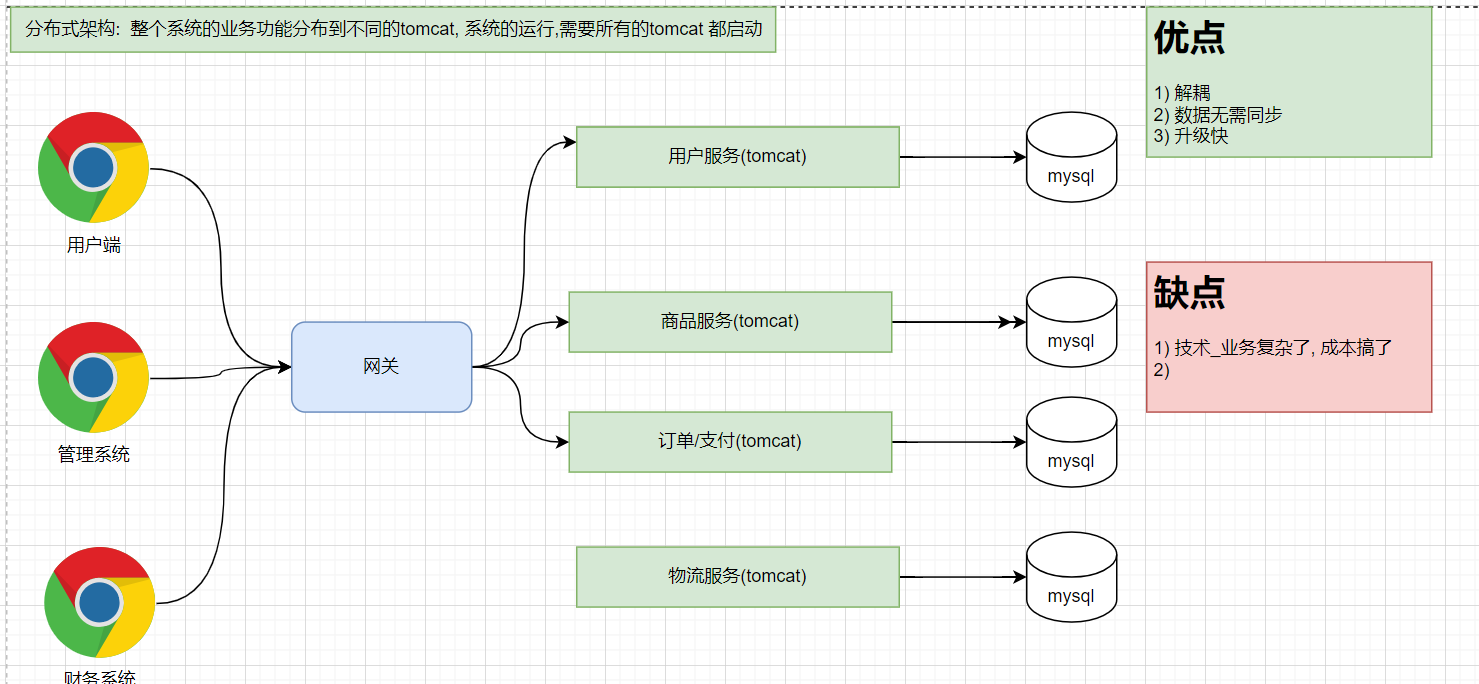 分布式架构:  整个系统的业务功能分布到不同的tomcat, 系统的运行,需要所有的tomcat 都启动
优点
1) 解耦
2) 数据无需同步
3) 升级快
用户端
用户服务(tomcat)
mysql
管理系统
网关
商品服务(tomcat)
mysql
缺点
1) 技术_业务复杂了, 成本搞了
2)
订单/支付(tomcat)
mysql
物流服务(tomcat)
mysql
财务系统